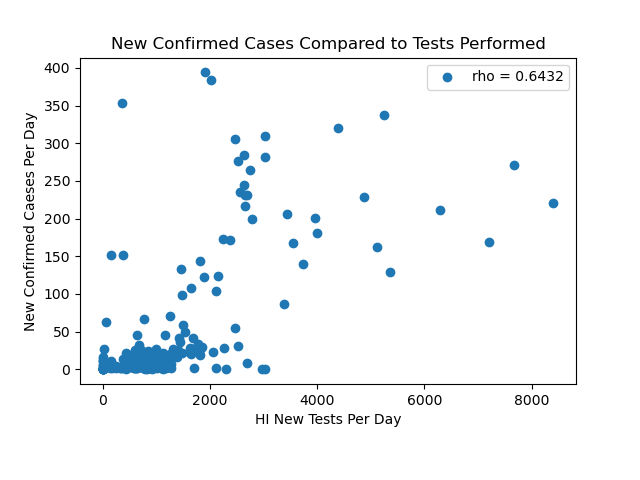 New Confirmed Cases Compared to Tests Performed
rho = 0.6432
New Confirmed Caeses Per Day
400
350
300
250
200
150
100
50
0
0 2000 4000 6000 8000
HI New Tests Per Day